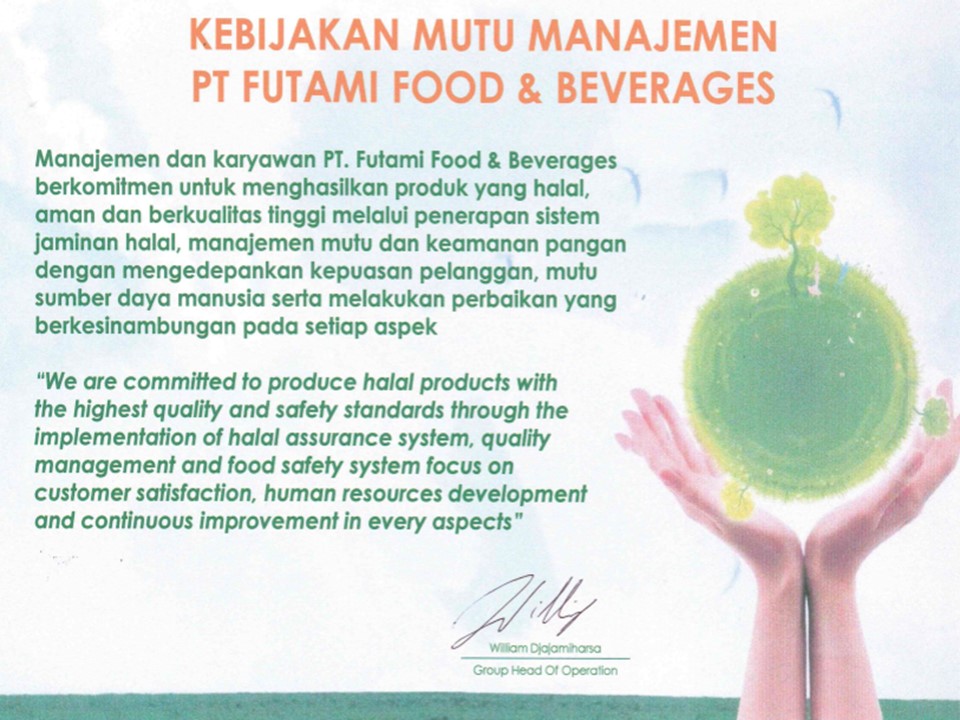 KEBIJAKAN MUTU MANAJEMEN
PT FUTAMI FOOD & BEVERAGES
Manajemen dan karyawan PT. Futami Food & Beverages
berkomitmen untuk menghasilkan produk yang halal,
aman dan berkualitas tinggi melalui penerapan sistem
jaminan halal, manajemen mutu dan keamanan pangan
dengan mengedepankan kepuasan pelanggan, mutu
sumber daya manusia serta melakukan perbaikan yang
berkesinambungan pada setiap aspek
"We are committed to produce halal products with
the highest quality and safety standards through the
implementation of halal assurance system, quality
management and food safety system focus on
customer satisfaction, human resources development
and continuous improvement in every aspects"
Willi
William Djajamiharsa
Group Head Of Operation